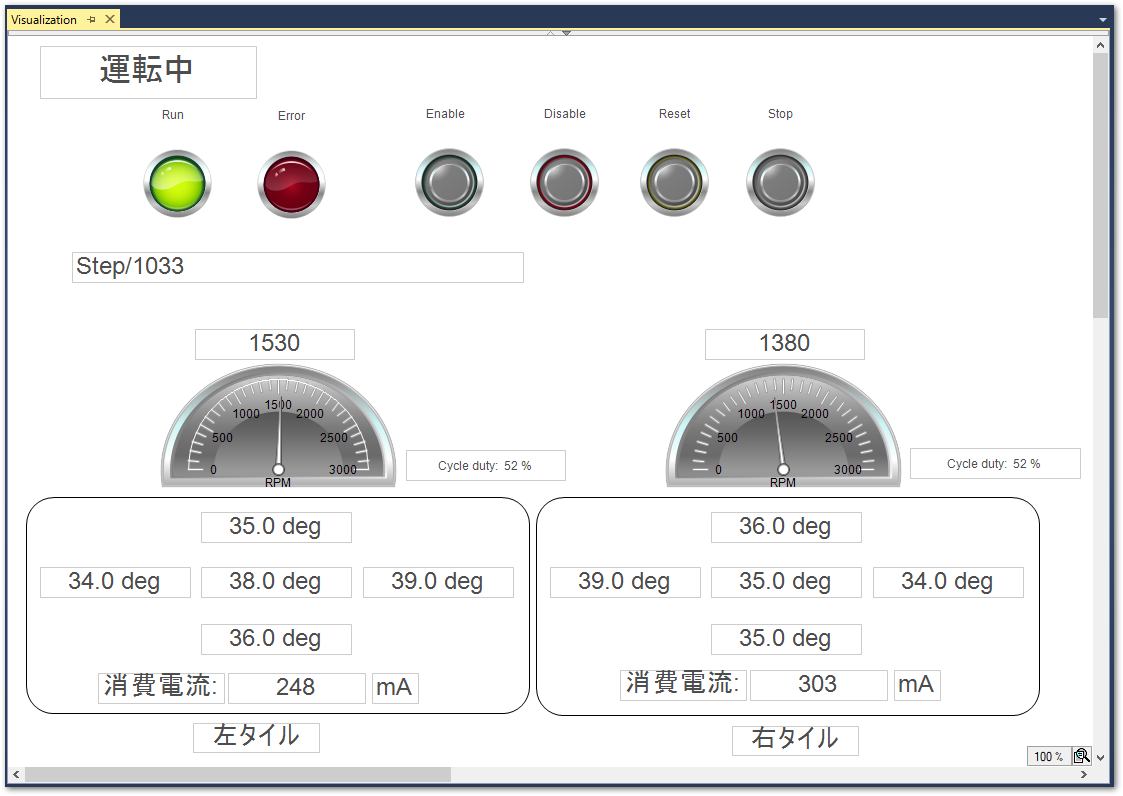 Visualization
運転中
Run Error Enable Disable Reset Stop
Step/1033
1530 1380
0 500 1000 1500 2000 2500 3000 RPM
0 500 1000 1500 2000 2500 3000 RPM
Cycle duty: 52 % Cycle duty: 52 %
35.0 deg 36.0 deg
34.0 deg 38.0 deg 39.0 deg 39.0 deg 35.0 deg 34.0 deg
36.0 deg 35.0 deg
消費電流: 248 mA 消費電流: 303 mA
左タイル 右タイル
100 %